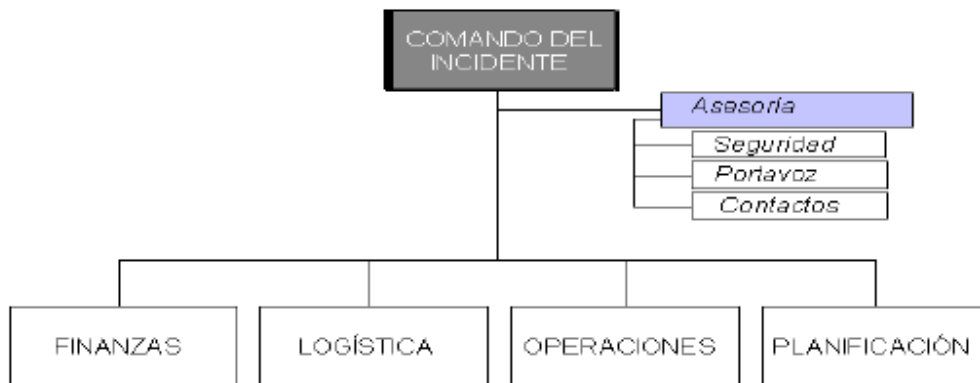 COMANDO DEL
INCIDENTE
Asesoría
Seguridad
Portavoz
Contactos
FINANZAS
LOGÍSTICA
OPERACIONES
PLANIFICACIÓN